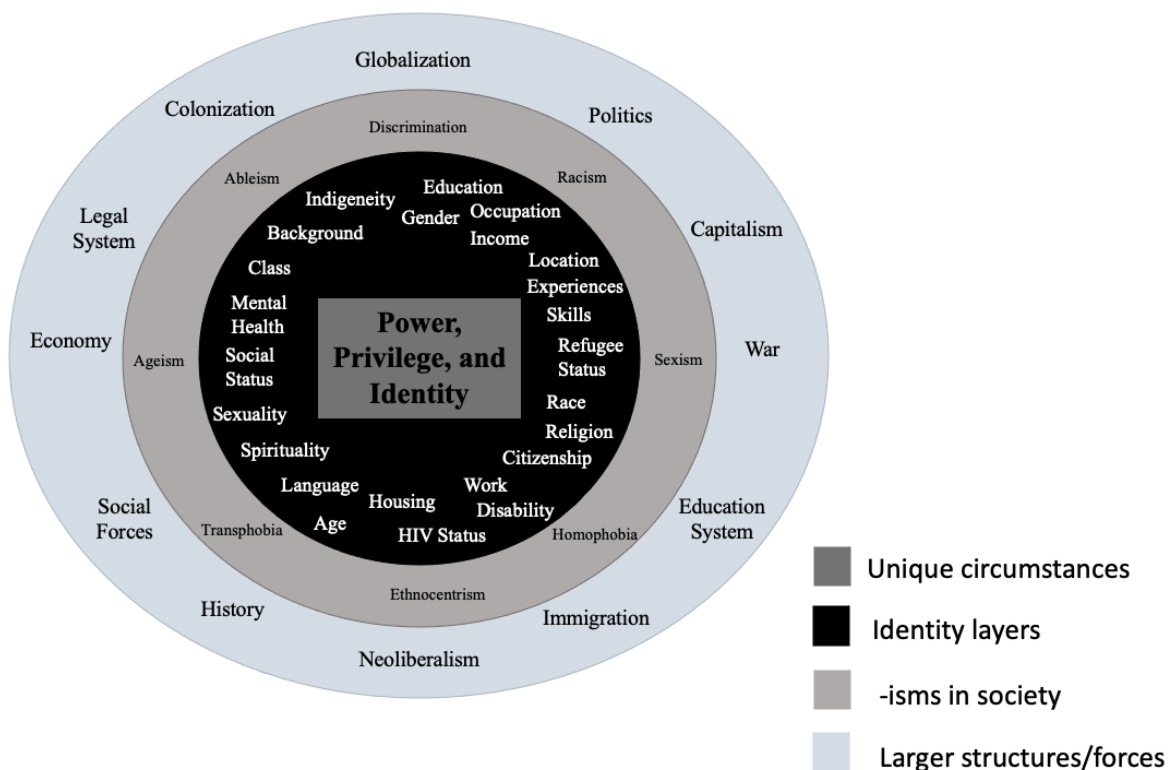 Globalization
Colonization
Politics
Discrimination
Ableism
Racism
Indigeneity
Education
Gender
Occupation
Background
Income
Legal
System
Capitalism
Class
Location
Experiences
Mental
Health
Skills
Power,
Privilege, and
Identity
Economy
Ageism
Social
Status
Refugee
Status
Sexism
War
Sexuality
Race
Spirituality
Religion
Citizenship
Language
Housing
Work
Disability
Age
HIV Status
Social
Forces
Transphobia
Homophobia
Education
System
Ethnocentrism
History
Immigration
Neoliberalism
Unique circumstances
Identity layers
-isms in society
Larger structures/forces